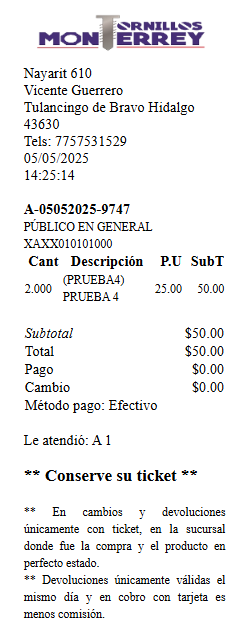 TORNILLOS
MONTERREY
Nayarit 610
Vicente Guerrero
Tulancingo de Bravo Hidalgo
43630
Tels: 7757531529
05/05/2025
14:25:14
A-05052025-9747
PÚBLICO EN GENERAL
XAXX010101000
Cant Descripción P.U SubT
2.000 (PRUEBA4) PRUEBA 4 25.00 50.00
Subtotal $50.00
Total $50.00
Pago $0.00
Cambio $0.00
Método pago: Efectivo
Le atendió: A 1
** Conserve su ticket **
** En cambios y devoluciones
únicamente con ticket, en la sucursal
donde fue la compra y el producto en
perfecto estado.
** Devoluciones únicamente válidas el
mismo día y en cobro con tarjeta es
menos comisión.